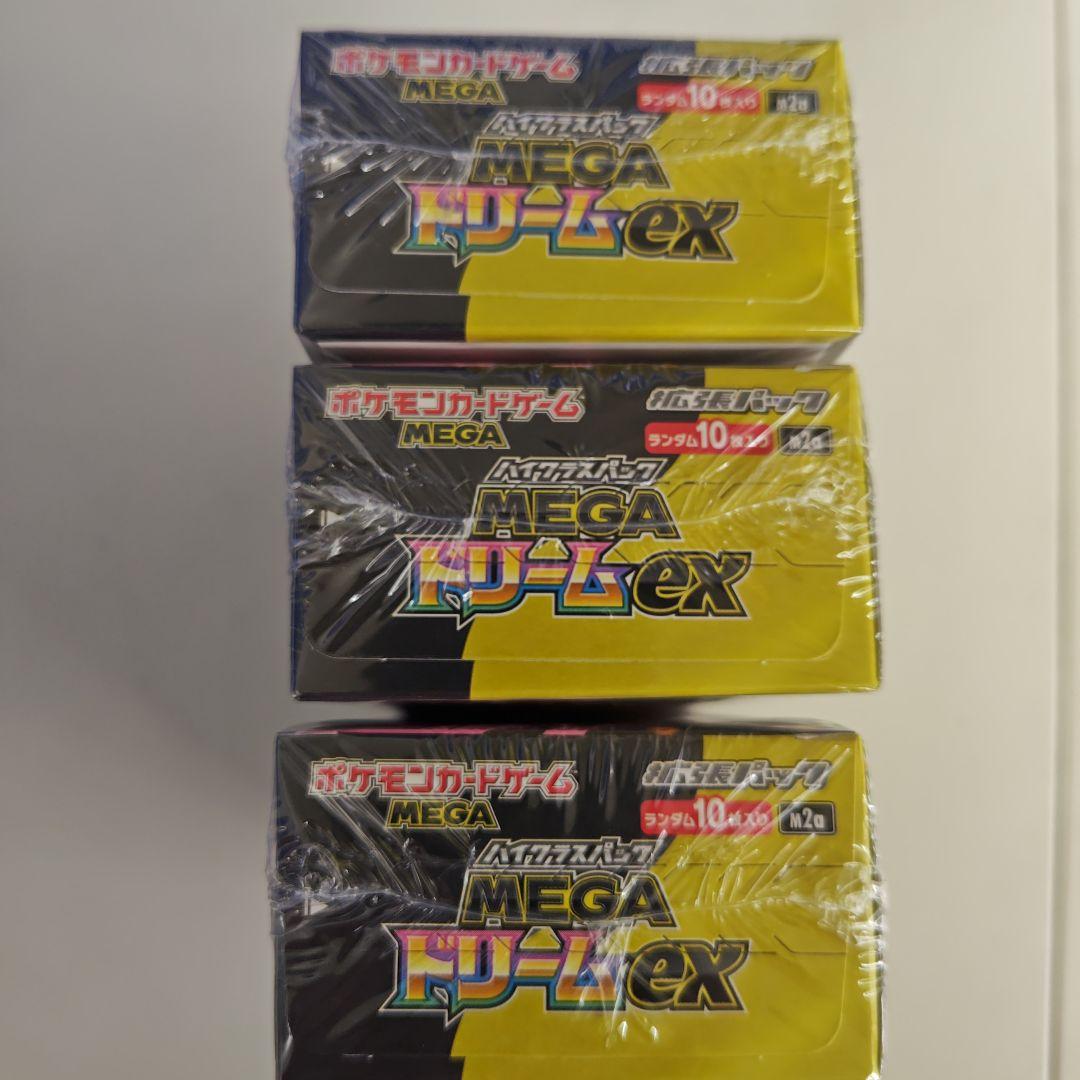 ポケモンカードゲーム
MEGA
拡張パック
ランダム10枚入り
M2a
ハイクラスパック
MEGA
ドリームex
ポケモンカードゲーム
MEGA
拡張パック
ランダム10枚入り
M2a
ハイクラスパック
MEGA
ドリームex
ポケモンカードゲーム
MEGA
拡張パック
ランダム10枚入り
M2a
ハイクラスパック
MEGA
ドリームex